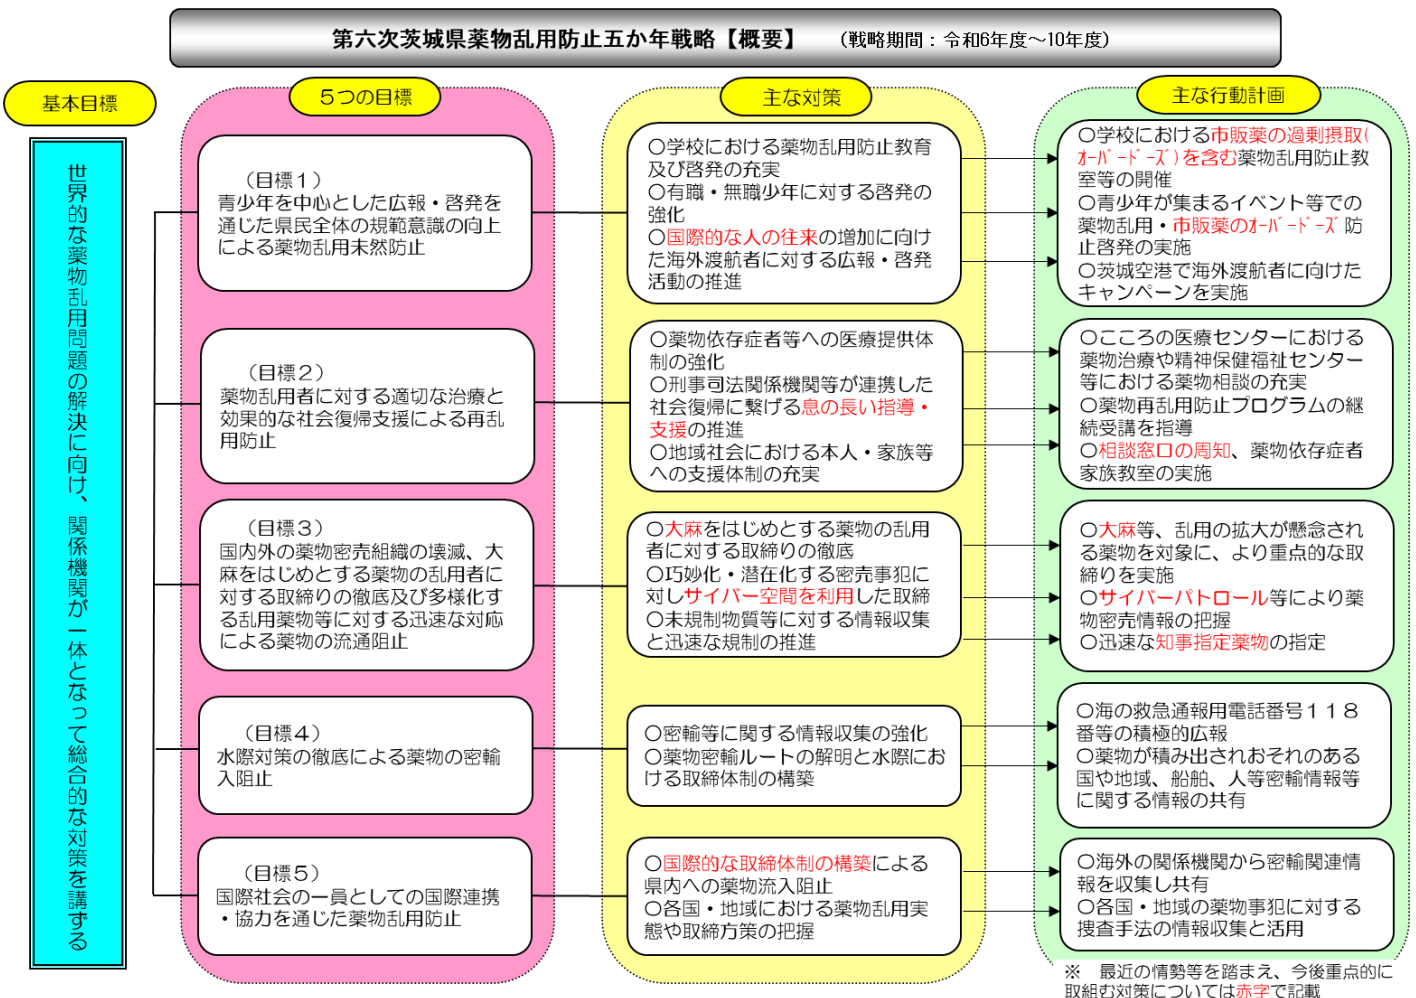 第六次茨城県薬物乱用防止五か年戦略【概要】　（戦略期間：令和6年度～10年度）
基本目標
世界的な薬物乱用問題の解決に向け、関係機関が一体となって総合的な対策を講ずる
５つの目標
（目標１）
青少年を中心とした広報・啓発を
通じた県民全体の規範意識の向上
による薬物乱用未然防止
（目標２）
薬物乱用者に対する適切な治療と
効果的な社会復帰支援による再乱
用防止
（目標３）
国内外の薬物密売組織の壊滅、大
麻をはじめとする薬物の乱用者に
対する取締りの徹底及び多様化す
る乱用薬物等に対する迅速な対応
による薬物の流通阻止
（目標４）
水際対策の徹底による薬物の密輸
入阻止
（目標５）
国際社会の一員としての国際連携
・協力を通じた薬物乱用防止
主な対策
〇学校における薬物乱用防止教育
及び啓発の充実
〇有職・無職少年に対する啓発の
強化
〇国際的な人の往来の増加に向け
た海外渡航者に対する広報・啓発
活動の推進
〇薬物依存症者等への医療提供体
制の強化
〇刑事司法関係機関等が連携した
社会復帰に繋げる息の長い指導・
支援の推進
〇地域社会における本人・家族等
への支援体制の充実
〇大麻をはじめとする薬物の乱用
者に対する取締りの徹底
〇巧妙化・潜在化する密売事犯に
対しサイバー空間を利用した取締
〇未規制物質等に対する情報収集
と迅速な規制の推進
〇密輸等に関する情報収集の強化
〇薬物密輸ルートの解明と水際にお
ける取締体制の構築
〇国際的な取締体制の構築による
県内への薬物流入阻止
〇各国・地域における薬物乱用実
態や取締方策の把握
主な行動計画
〇学校における市販薬の過剰摂取(
ｵｰﾊﾞｰﾄﾞｰｽﾞ)を含む薬物乱用防止教
室等の開催
〇青少年が集まるイベント等での
薬物乱用・市販薬のｵｰﾊﾞｰﾄﾞｰｽﾞ防
止啓発の実施
〇茨城空港で海外渡航者に向けた
キャンペーンを実施
〇こころの医療センターにおける
薬物治療や精神保健福祉センター
等における薬物相談の充実
〇薬物再乱用防止プログラムの継
続受講を指導
〇相談窓口の周知、薬物依存症者
家族教室の実施
〇大麻等、乱用の拡大が懸念され
る薬物を対象に、より重点的な取
締りを実施
〇サイバーパトロール等により薬
物密売情報の把握
〇迅速な知事指定薬物の指定
〇海の救急通報用電話番号１１８
番等の積極的広報
〇薬物が積み出されおそれのある
国や地域、船舶、人等密輸情報等
に関する情報の共有
〇海外の関係機関から密輸関連情
報を収集し共有
〇各国・地域の薬物事犯に対する
捜査手法の情報収集と活用
※　最近の情勢等を踏まえ、今後重点的に
取組む対策については赤字で記載